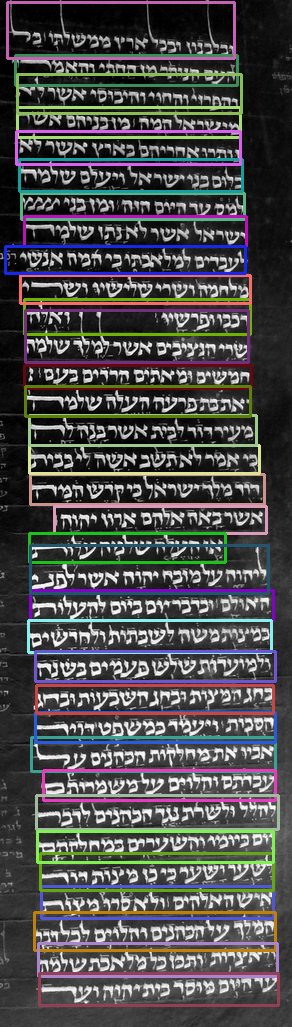 ובלבנון ובכל ארץ ממשלתו כל
העם הנותר מן החתי והאמרי
והפרזי והחוי והיבוסי אשר לא
מישראל המה מן בניהם אשר
נותרו אחריהם בארץ אשר לא
כלום בני ישראל ויעלם שלמה
למס עד היום הזה ומן בני
ישראל אשר לא נתן שלמה
לעבדים למלאכתו כי המה אנשי
מלחמה ושרי שלישיו ושרי
רכבו ופרשיו ואלה
שרי הנציבים אשר למלך שלמה
חמשים ומאתים הרדים בעם
ואת בת פרעה העלה שלמה
מעיר דויד לבית אשר בנה לה
כי אמר לא תשב אשה לי בבית
דויד מלך ישראל כי קדש המה
אשר באה אליהם ארון יהוה
אז העלה שלמה עלות
ליהוה על מזבח יהוה אשר לפני
האולם ובדבר יום ביום להעלות
כמצות משה לשבתות ולחדשים
ולמועדות שלש פעמים בשנה
בחג המצות ובחג השבעות ובחג
הסכות ויעמד כמשפט דויד
אביו את מחלקות הכהנים על
עבדתם והלוים על משמרותם
להלל ולשרת נגד הכהנים לדבר
יום ביומו והשערים במחלקותם
לשער ושער כי כן מצות דויד
איש האלהים ולא סרו מצות
המלך על הכהנים והלוים לכל דבר
ולאצרות ותכן כל מלאכת שלמה
עד היום מוסד בית יהוה ועד